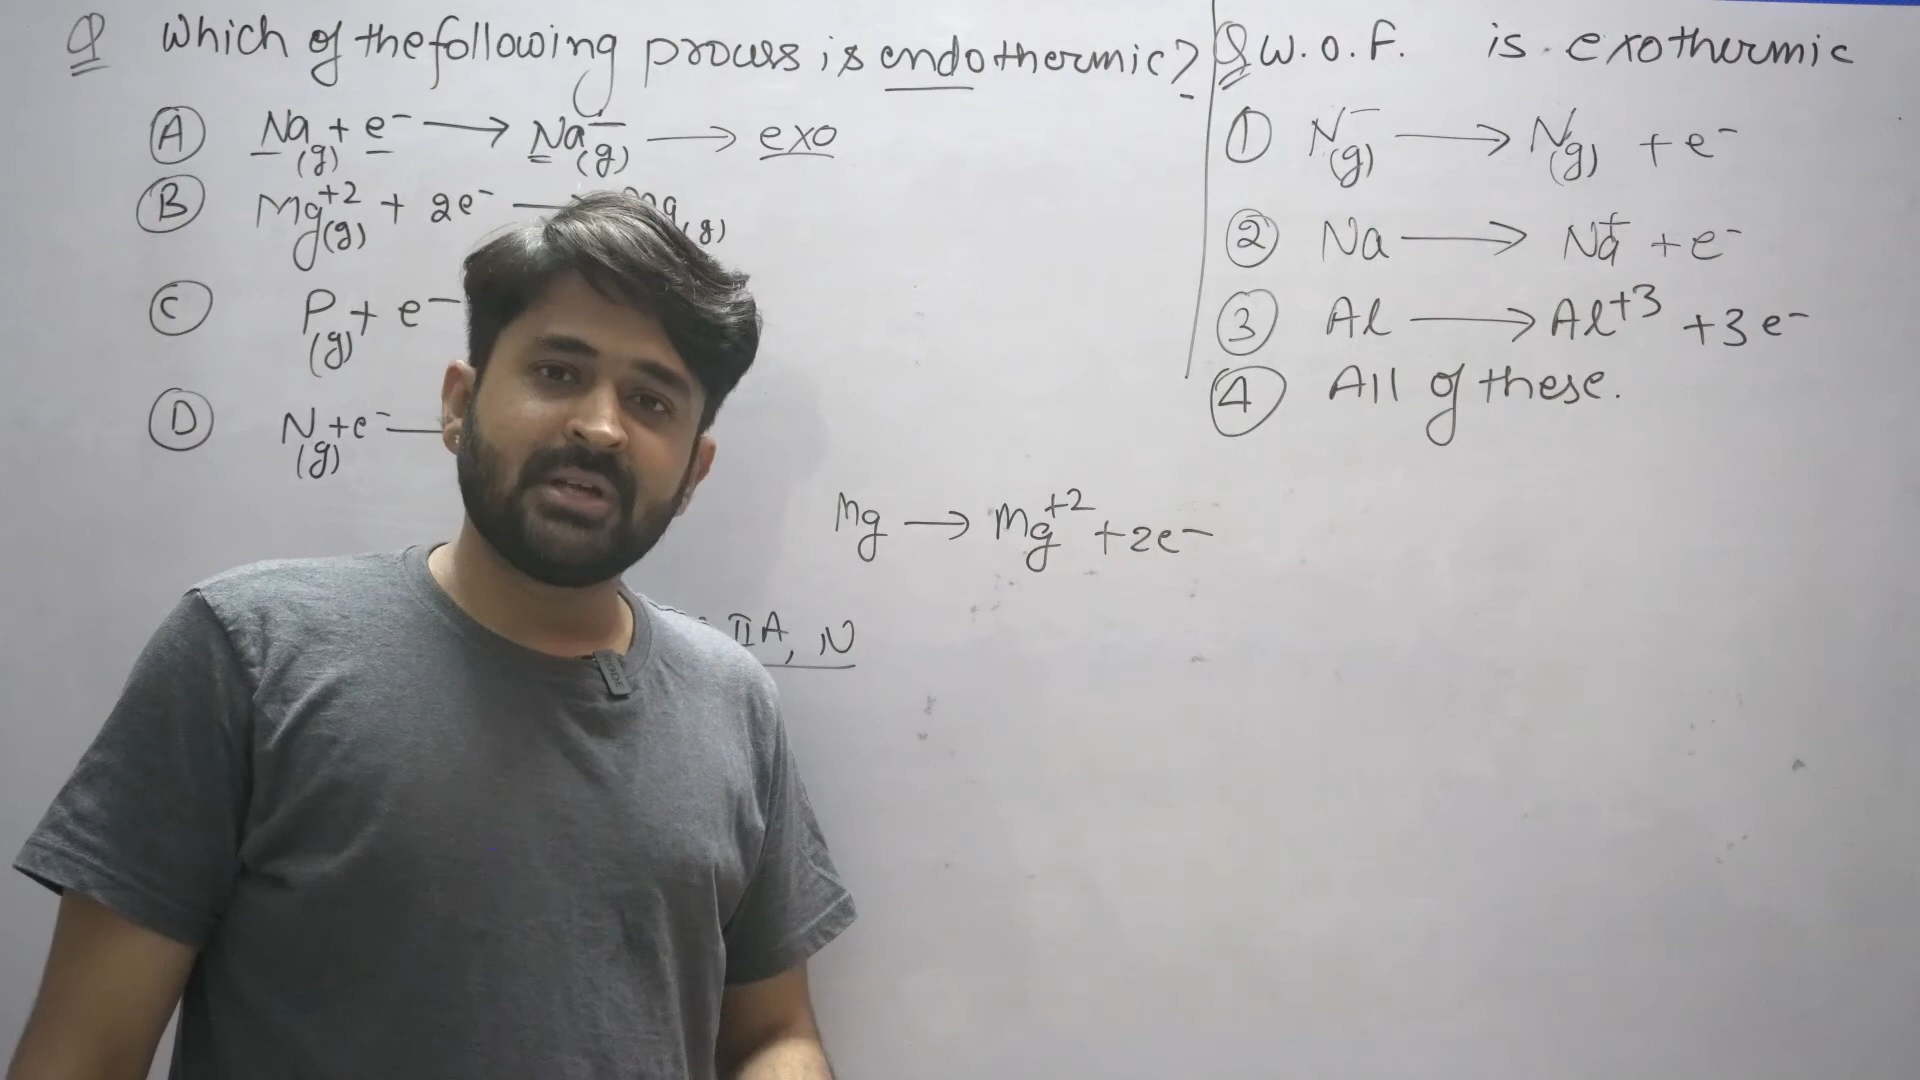 Q Which of the following process is endothermic?
A Na(g) + e⁻ → Na⁻(g) → exo
B Mg⁺²(g) + 2e⁻ → Mg(g)
C P(g) + e⁻
D N(g) + e⁻ —
Mg → Mg⁺² + 2e⁻
IIA, N
Q W.O.F. is exothermic
1 N⁻(g) → N(g) + e⁻
2 Na → Na⁺ + e⁻
3 Al → Al⁺³ + 3e⁻
4 All of these.